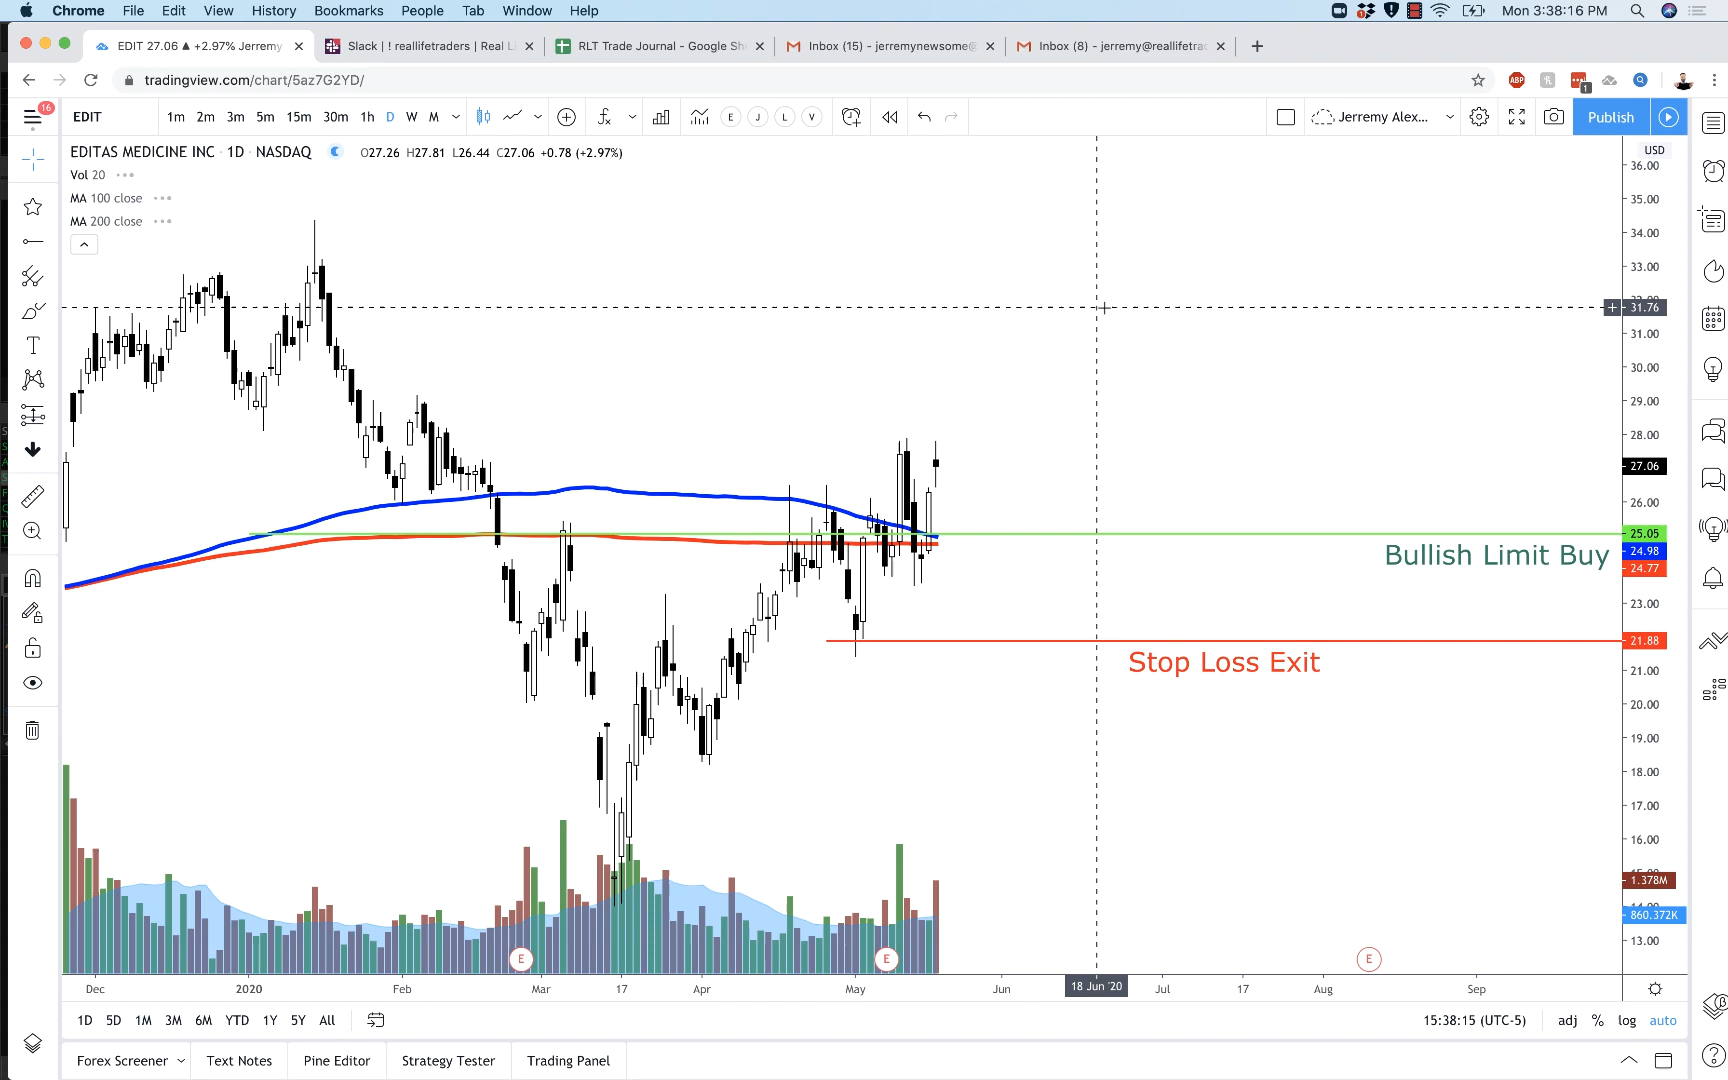 Chrome File Edit View History Bookmarks People Tab Window Help Mon 3:38:16 PM
EDIT 27.06 ▲ +2.97% Jerremy Slack | ! reallifetraders | Real L RLT Trade Journal - Google Sh Inbox (15) - jerremynewsome@ Inbox (8) - jerremy@reallifetrad
tradingview.com/chart/5az7G2YD/ ABP 1
16 EDIT 1m 2m 3m 5m 15m 30m 1h D W M E J L V Jerremy Alex... Publish
EDITAS MEDICINE INC · 1D · NASDAQ O27.26 H27.81 L26.44 C27.06 +0.78 (+2.97%)
Vol 20
MA 100 close
MA 200 close
USD
36.00
35.00
34.00
33.00
31.76
31.00
30.00
29.00
28.00
27.06
26.00
25.05
24.98
Bullish Limit Buy
24.77
23.00
21.88
Stop Loss Exit
21.00
20.00
19.00
18.00
17.00
16.00
1.378M
860.372K
13.00
E E E
Dec 2020 Feb Mar 17 Apr May Jun 18 Jun '20 Jul 17 Aug Sep
1D 5D 1M 3M 6M YTD 1Y 5Y All 15:38:15 (UTC-5) adj % log auto
Forex Screener Text Notes Pine Editor Strategy Tester Trading Panel